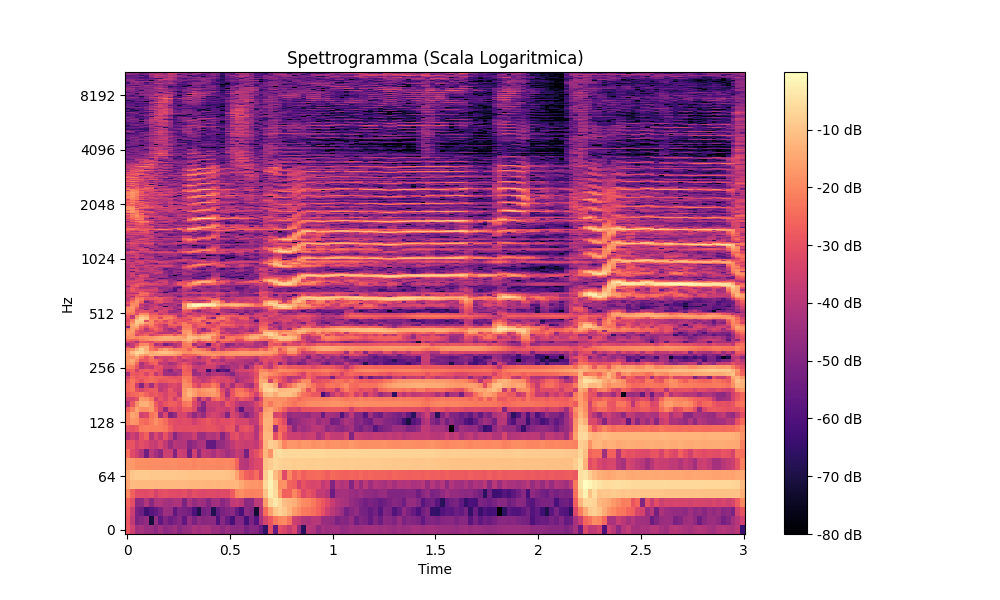 Spettrogramma (Scala Logaritmica)
8192
4096
2048
1024
512
256
128
64
0
Hz
0
0.5
1
1.5
2
2.5
3
Time
-10 dB
-20 dB
-30 dB
-40 dB
-50 dB
-60 dB
-70 dB
-80 dB